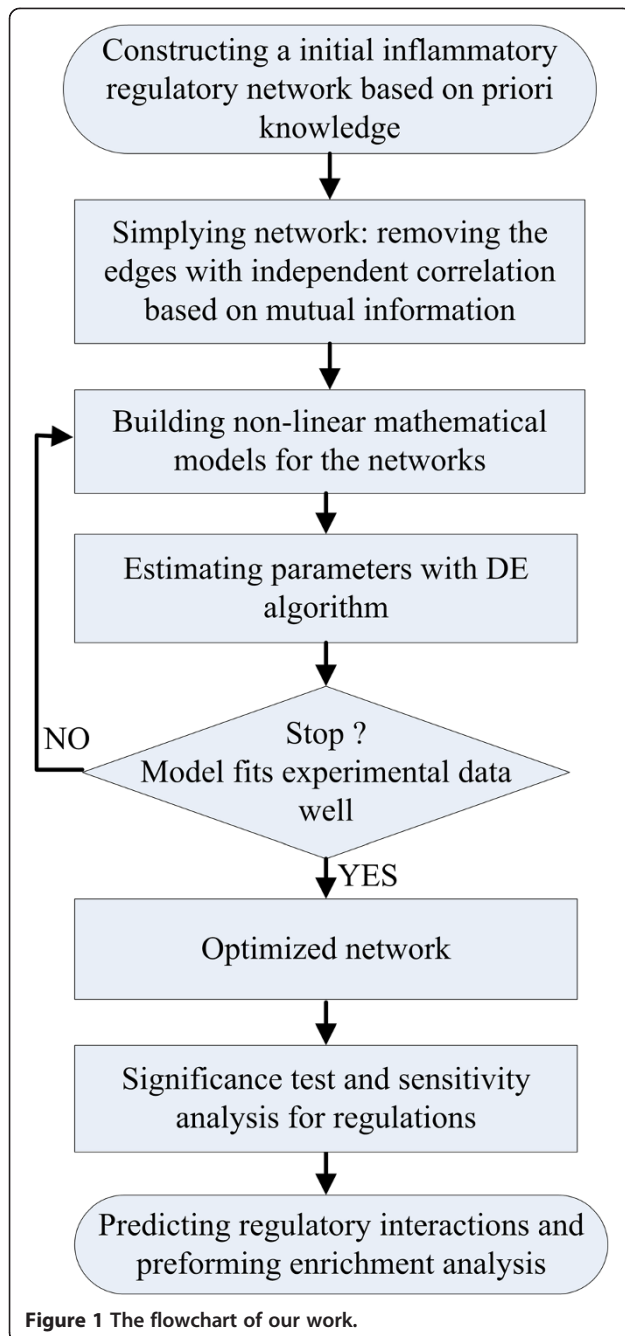 Constructing a initial inflammatory
regulatory network based on priori
knowledge
Simplying network: removing the
edges with independent correlation
based on mutual information
Building non-linear mathematical
models for the networks
Estimating parameters with DE
algorithm
NO
Stop ?
Model fits experimental data
well
YES
Optimized network
Significance test and sensitivity
analysis for regulations
Predicting regulatory interactions and
preforming enrichment analysis
Figure 1 The flowchart of our work.